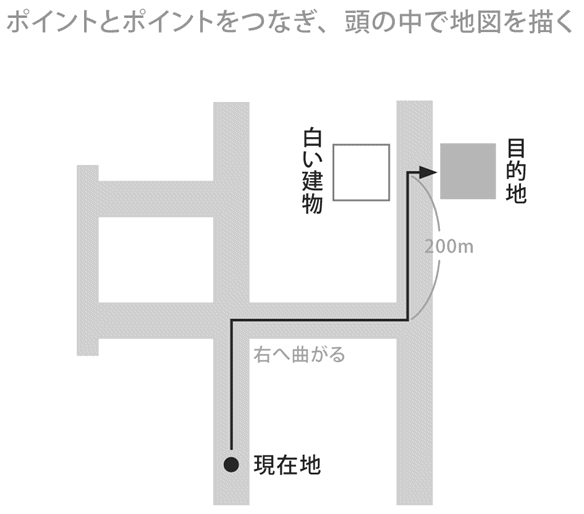 ポイントとポイントをつなぎ、頭の中で地図を描く
白い建物
目的地
200m
右へ曲がる
現在地